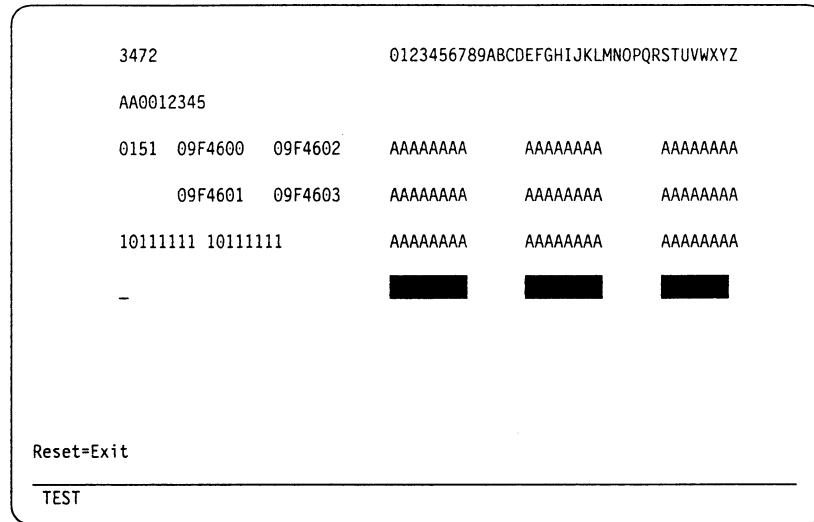 3472 0123456789ABCDEFGHIJKLMNOPQRSTUVWXYZ
AA0012345
0151 09F4600 09F4602 AAAAAAAA AAAAAAAA AAAAAAAA
09F4601 09F4603 AAAAAAAA AAAAAAAA AAAAAAAA
10111111 10111111 AAAAAAAA AAAAAAAA AAAAAAAA
_
Reset=Exit
TEST